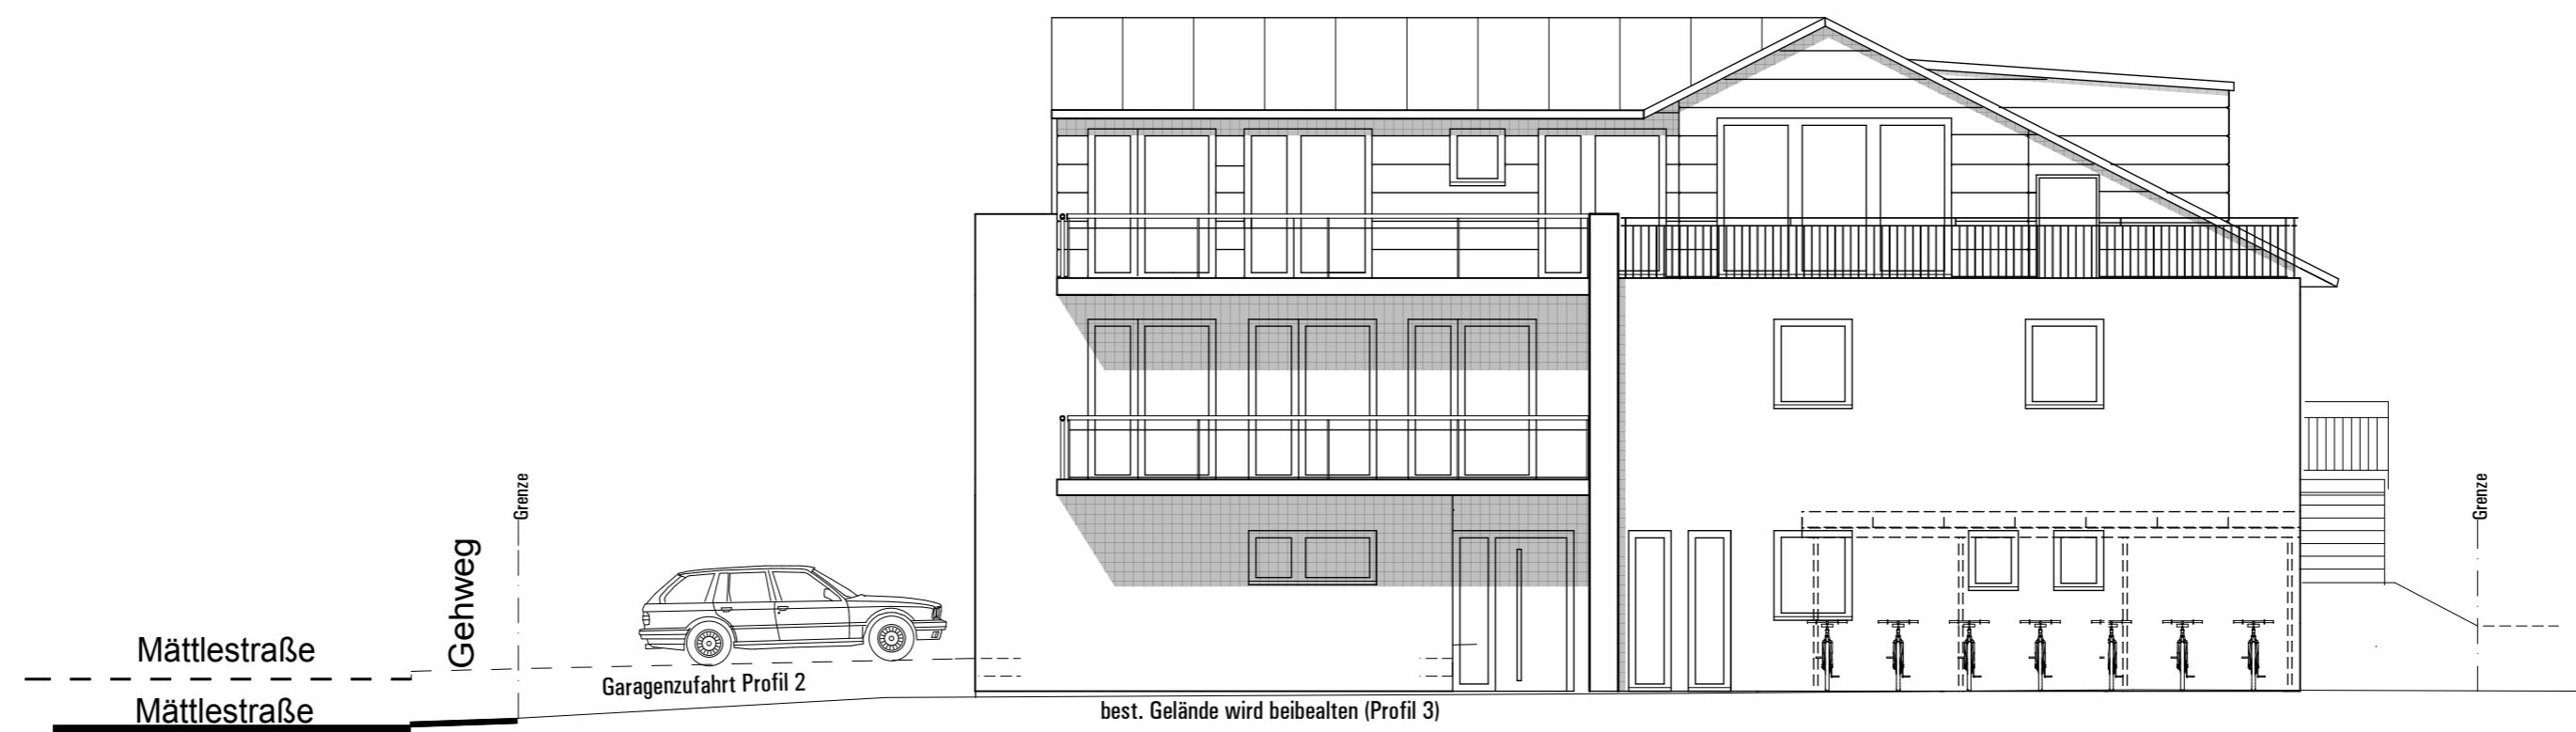 Grenze
Grenze
Gehweg
Mättlestraße
Garagenzufahrt Profil 2
Mättlestraße
best. Gelände wird beibealten (Profil 3)